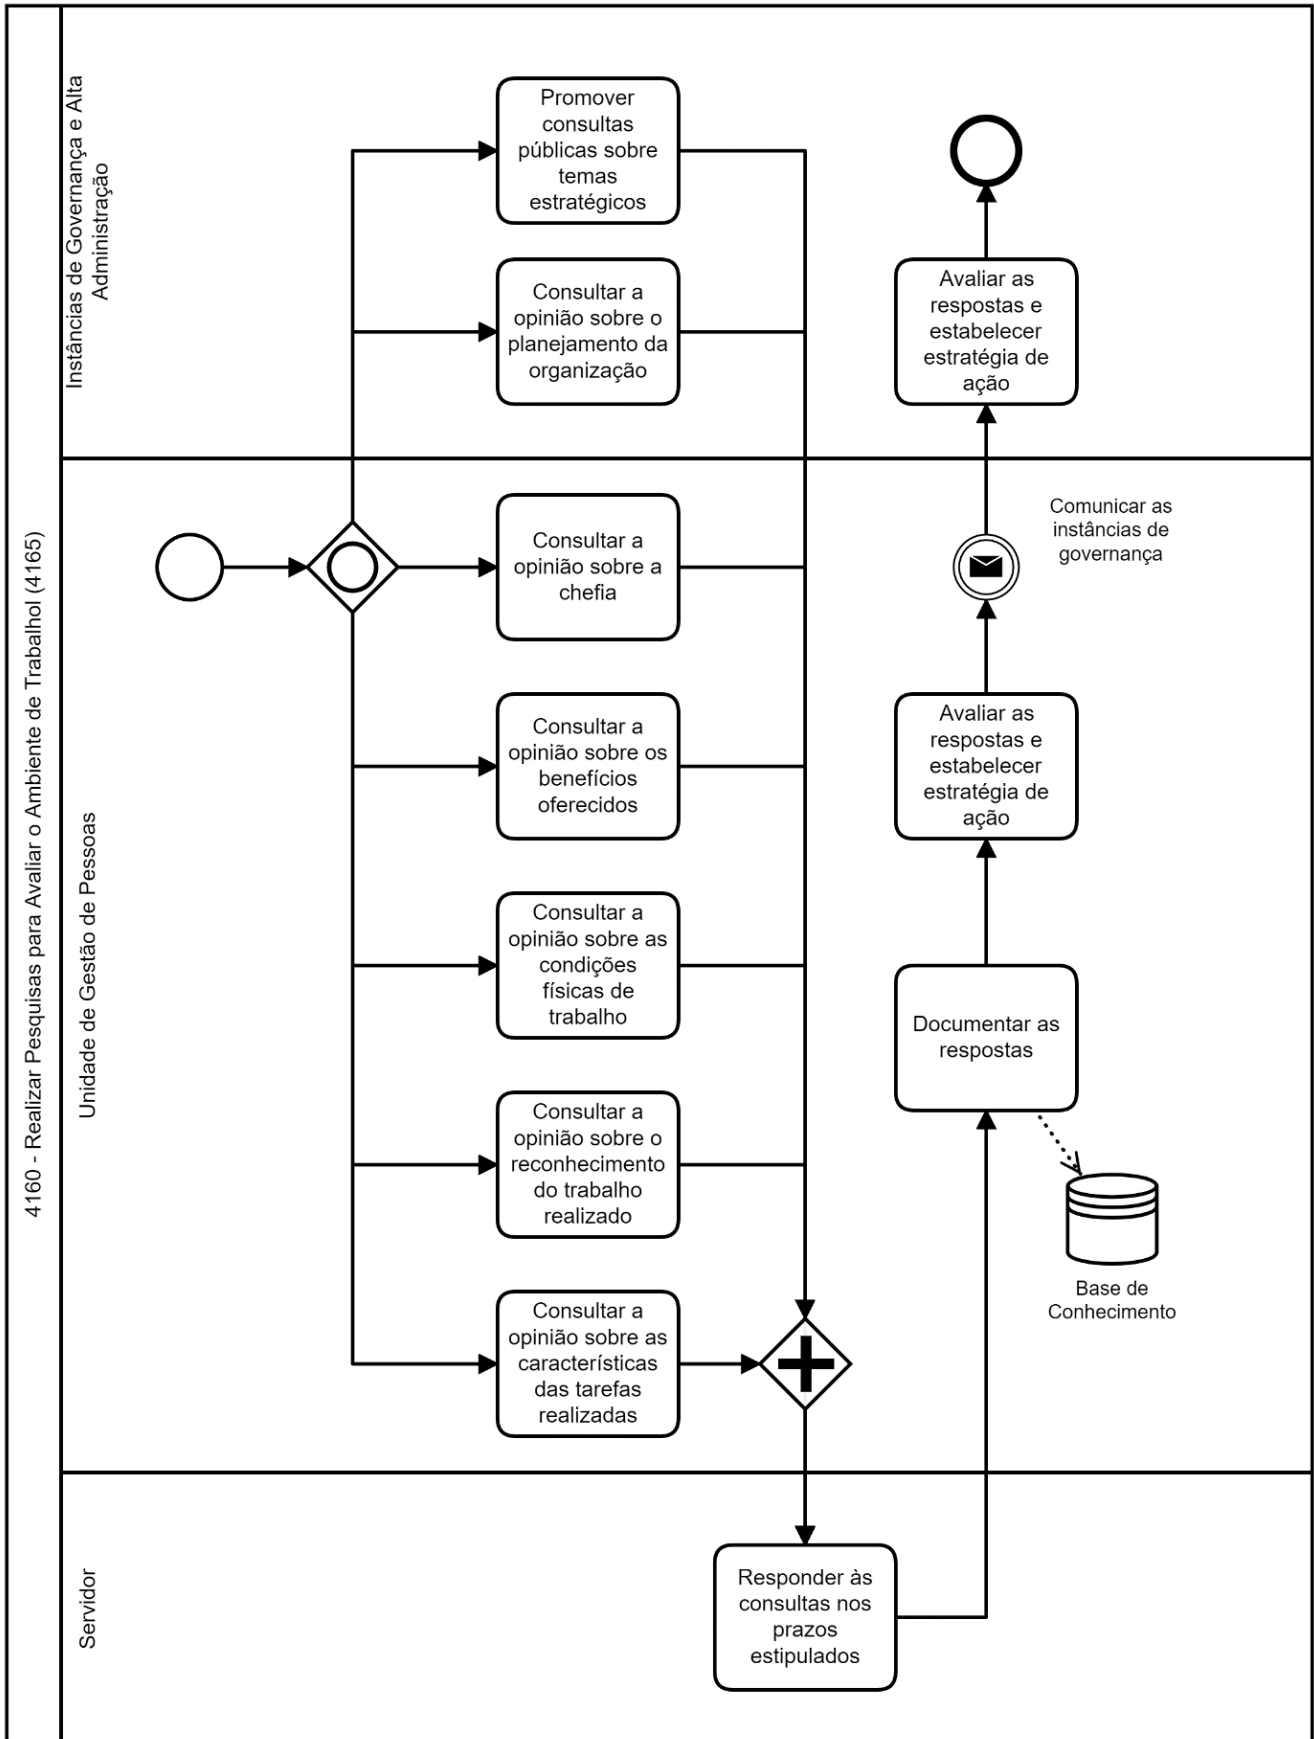 4160 - Realizar Pesquisas para Avaliar o Ambiente de Trabalhol (4165)
Instâncias de Governança e Alta
Administração
Promover
consultas
públicas sobre
temas
estratégicos
Consultar a
opinião sobre o
planejamento da
organização
Avaliar as
respostas e
estabelecer
estratégia de
ação
Unidade de Gestão de Pessoas
Consultar a
opinião sobre a
chefia
Comunicar as
instâncias de
governança
Consultar a
opinião sobre os
benefícios
oferecidos
Avaliar as
respostas e
estabelecer
estratégia de
ação
Consultar a
opinião sobre as
condições
físicas de
trabalho
Documentar as
respostas
Consultar a
opinião sobre o
reconhecimento
do trabalho
realizado
Base de
Conhecimento
Consultar a
opinião sobre as
características
das tarefas
realizadas
Servidor
Responder às
consultas nos
prazos
estipulados